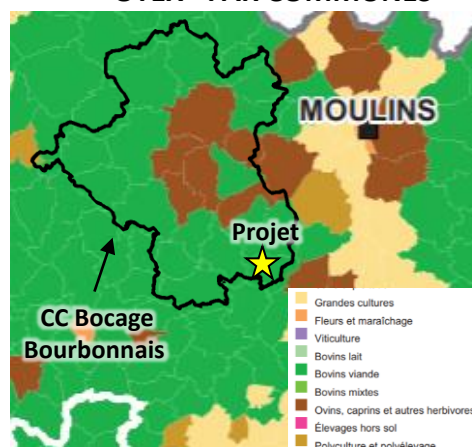 MOULINS
Projet
CC Bocage
Bourbonnais
Grandes cultures
Fleurs et maraîchage
Viticulture
Bovins lait
Bovins viande
Bovins mixtes
Ovins, caprins et autres herbivores
Élevages hors sol
Polyculture et polyélevage